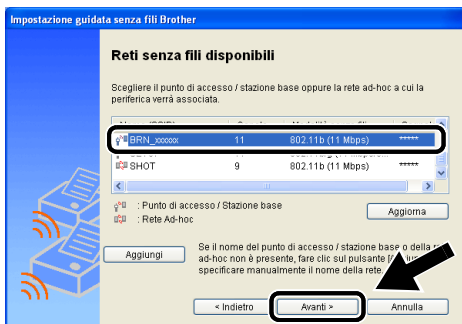 Impostazione guidata senza fili Brother
Reti senza fili disponibili
Scegliere il punto di accesso / stazione base oppure la rete ad-hoc a cui la
periferica verrà associata.
BRN_xxxxxx 11 802.11b (11 Mbps) *****
SHOT 9 802.11b (11 Mbps) *****
: Punto di accesso / Stazione base
: Rete Ad-hoc
Aggiorna
Aggiungi
Se il nome del punto di accesso / stazione base o della
ad-hoc non è presente, fare clic sul pulsante
specificare manualmente il nome della rete.
< Indietro
Avanti >
Annulla